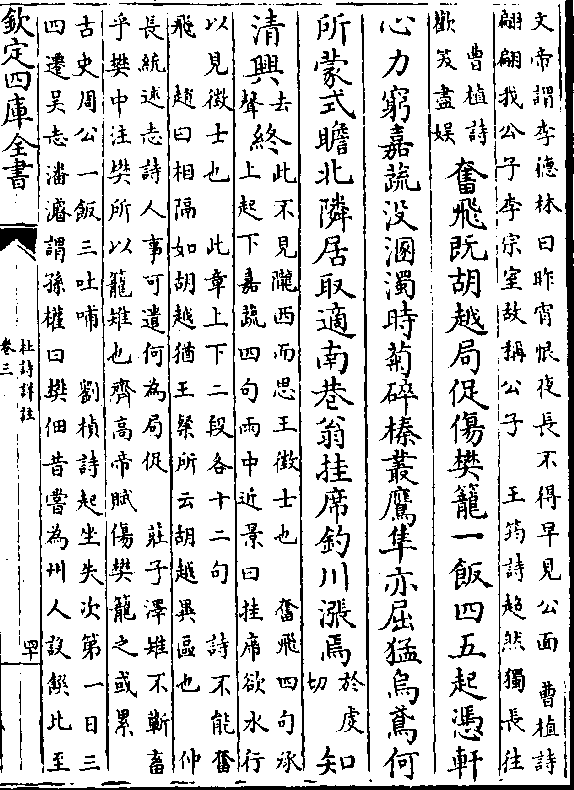 文帝謂李德林曰昨宵恨夜長不得早見公面 曹植詩
翩翩我公子李宗室故稱公子 王筠詩超然獨長往
曹植詩
歡笑盡娛
奮飛既胡越局促傷樊籠一飯四五起憑軒
心力窮嘉蔬没溷濁時菊碎榛叢鷹隼亦屈猛烏鳶何
所蒙式瞻北隣居取適南巷翁挂席釣川漲焉於虔切知
清興去聲終
此不見隴西而思王徵士也 奮飛四句承
上起下嘉蔬四句雨中近景曰挂席欲水行
以見徵士也 此章上下二段各十二句 詩不能奮
飛 趙曰相隔如胡越猶王粲所云胡越異區也 仲
長統述志詩人事可遺何為局促 莊子澤雉不蘄畜
乎樊中注樊所以籠雉也齊高帝賦傷樊籠之或累
古史周公一飯三吐哺 劉楨詩起坐失次第一日三
四遷吳志潘濬謂孫權曰樊伷昔嘗為州人設饌比至
欽定四庫全書
杜詩詳註
卷三